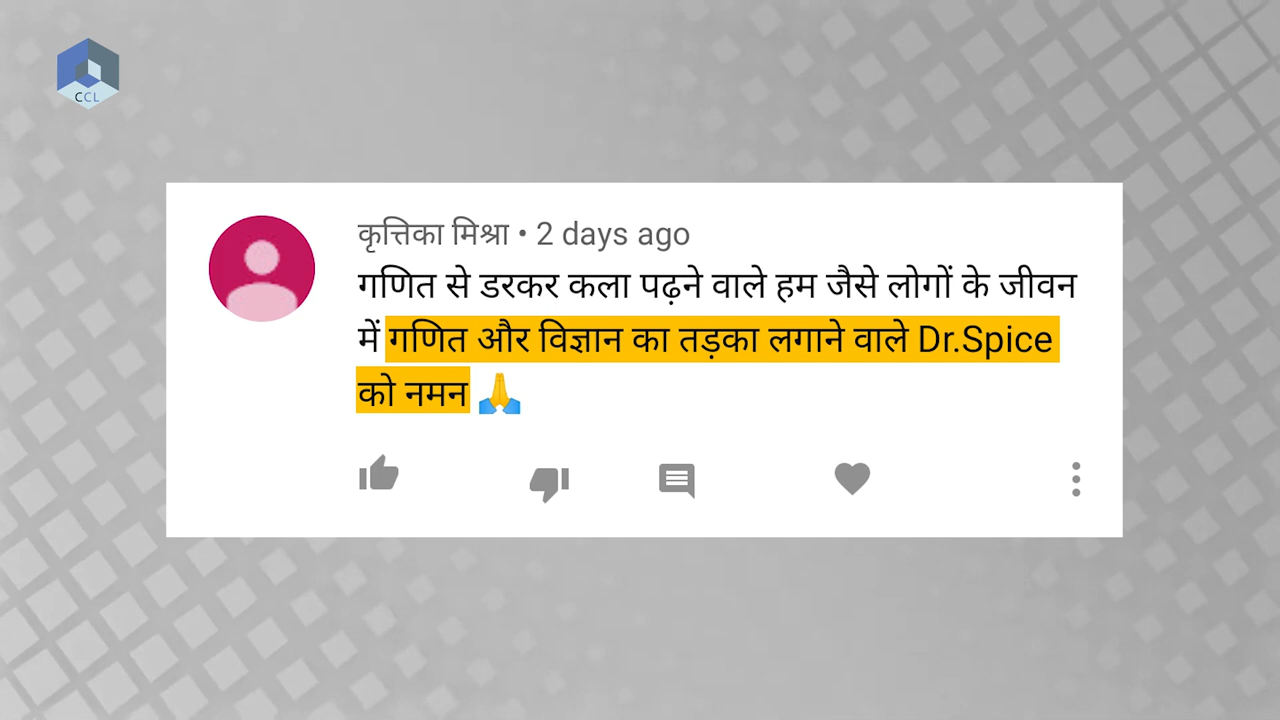 CCL
कृत्तिका मिश्रा • 2 days ago
गणित से डरकर कला पढ़ने वाले हम जैसे लोगों के जीवन
में गणित और विज्ञान का तड़का लगाने वाले Dr.Spice
को नमन 🙏